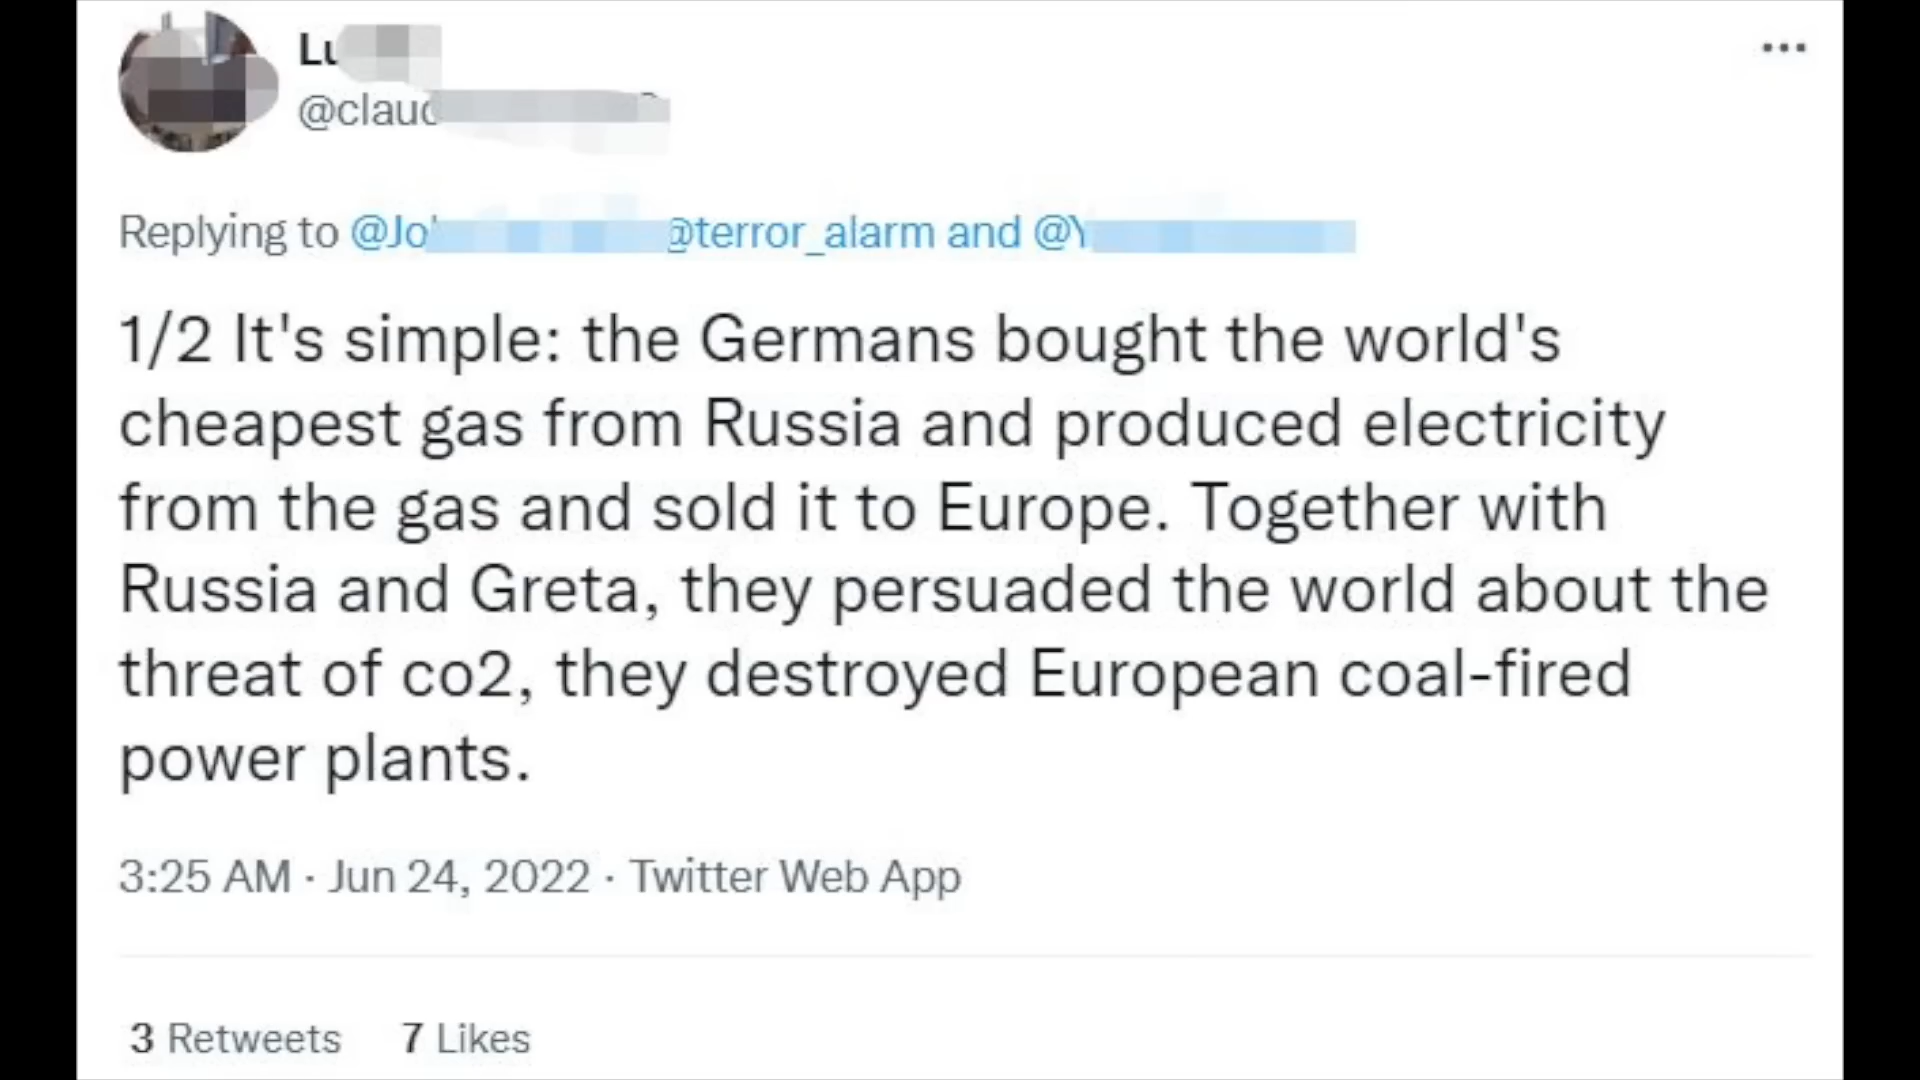 Replying to @terror_alarm and
1/2 It's simple: the Germans bought the world's
cheapest gas from Russia and produced electricity
from the gas and sold it to Europe. Together with
Russia and Greta, they persuaded the world about the
threat of co2, they destroyed European coal-fired
power plants.
3:25 AM · Jun 24, 2022 · Twitter Web App
3 Retweets 7 Likes